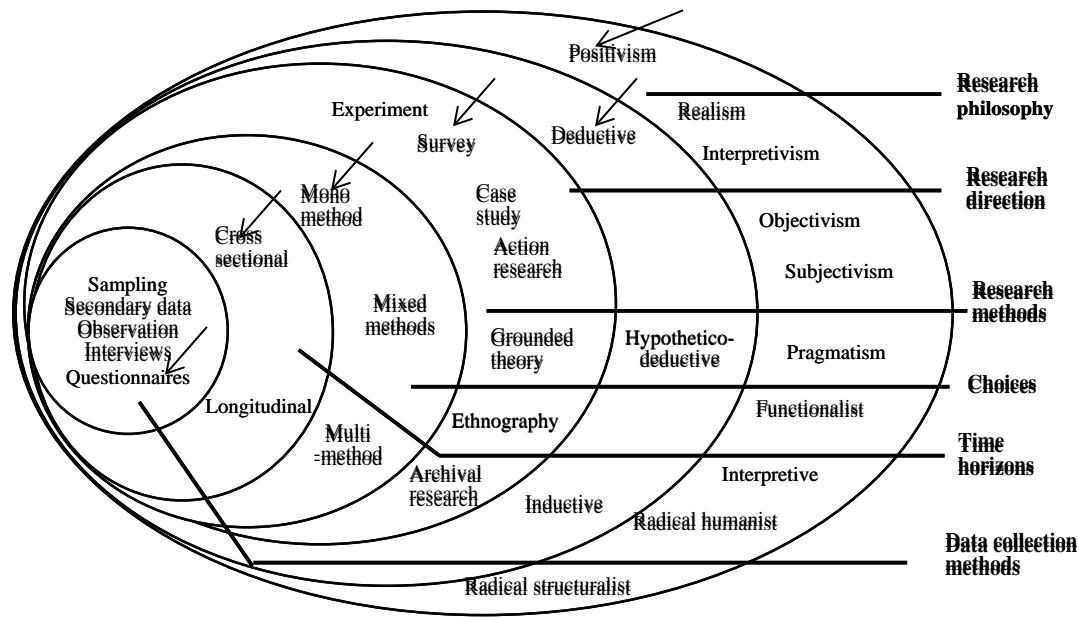 Positivism
Research
philosophy
Realism
Experiment
Survey
Deductive
Interpretivism
Research
direction
Mono
method
Case
study
Objectivism
Cross
sectional
Action
research
Subjectivism
Sampling
Secondary data
Observation
Interviews
Questionnaires
Mixed
methods
Research
methods
Grounded
theory
Hypothetico-
deductive
Pragmatism
Choices
Longitudinal
Ethnography
Functionalist
Multi
-method
Time
horizons
Archival
research
Interpretive
Inductive
Radical humanist
Data collection
methods
Radical structuralist